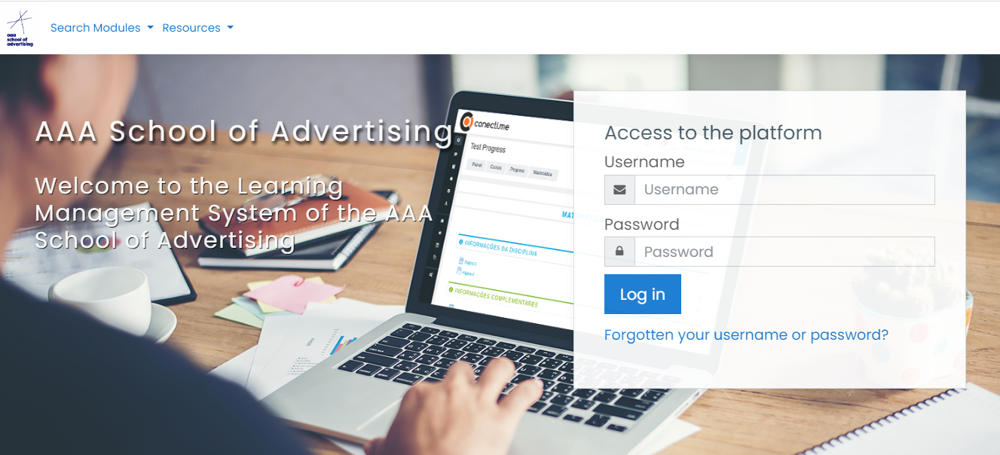 aaa
school of
advertising
Search Modules
Resources
AAA School of Advertising
Welcome to the Learning
Management System of the AAA
School of Advertising
conecti.me
Test Progress
Painel Cursos Progress Matemática
INFORMAÇÕES DA DISCIPLINA
INFORMAÇÕES COMPLEMENTARES
Access to the platform
Username
Username
Password
Password
Log in
Forgotten your username or password?